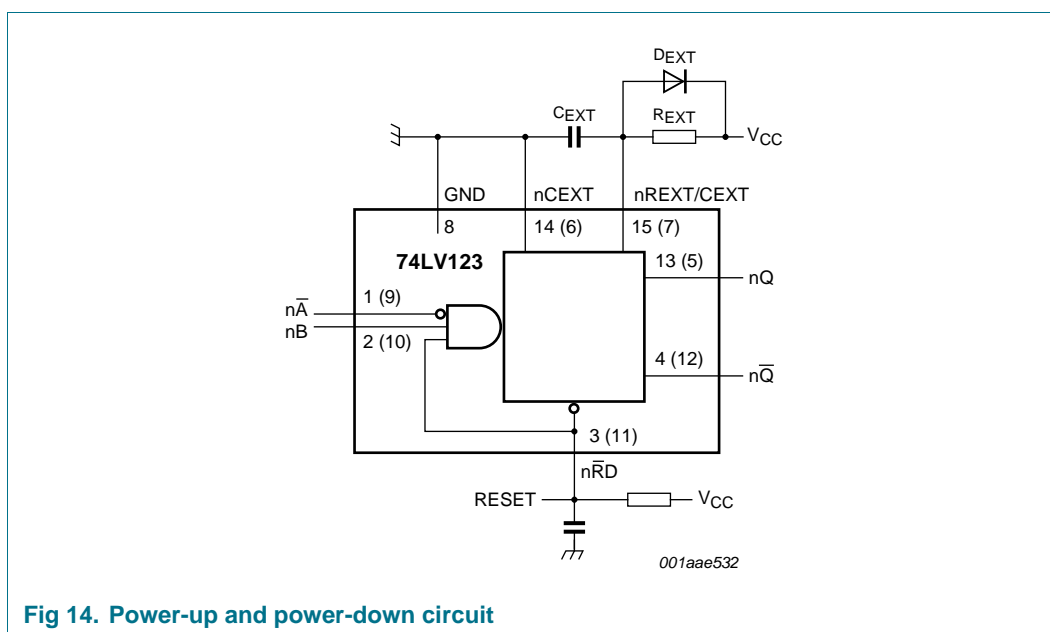 DEXT
CEXT
REXT
VCC
GND
nCEXT
nREXT/CEXT
8
14 (6)
15 (7)
74LV123
13 (5)
nQ
1 (9)
nA̅
nB
2 (10)
4 (12)
nQ̅
3 (11)
nR̅D
RESET
VCC
001aae532
Fig 14. Power-up and power-down circuit